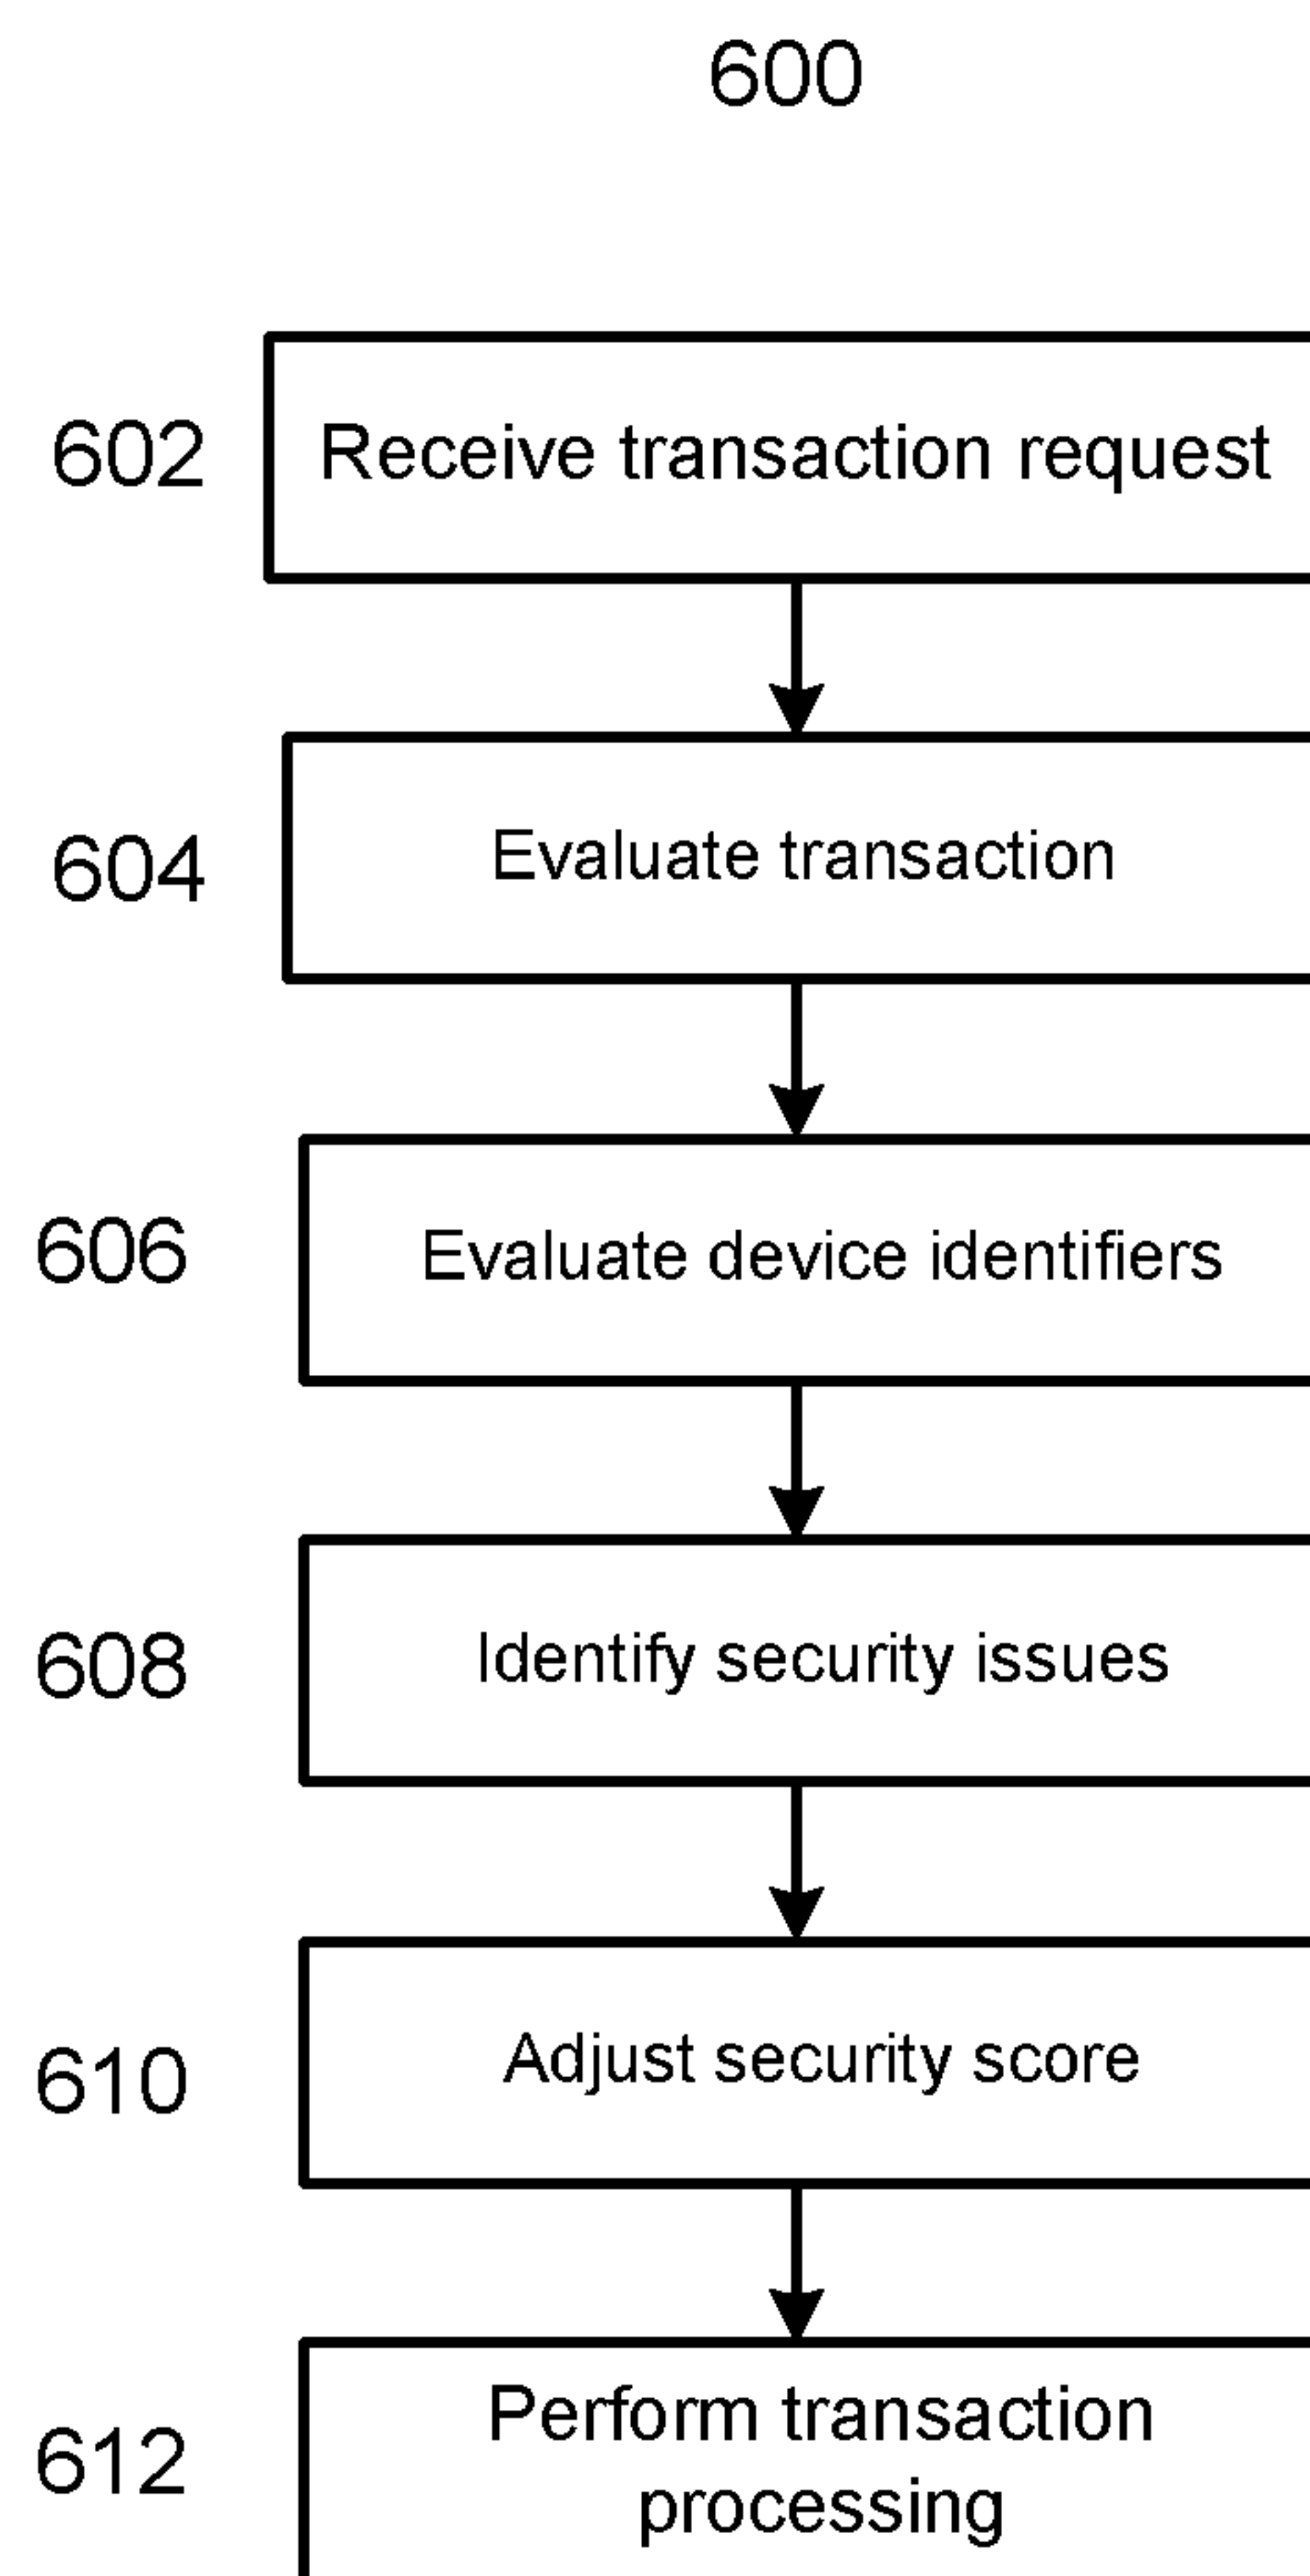 600
602
Receive transaction request
604
Evaluate transaction
606
Evaluate device identifiers
608
Identify security issues
610
Adjust security score
612
Perform transaction
processing